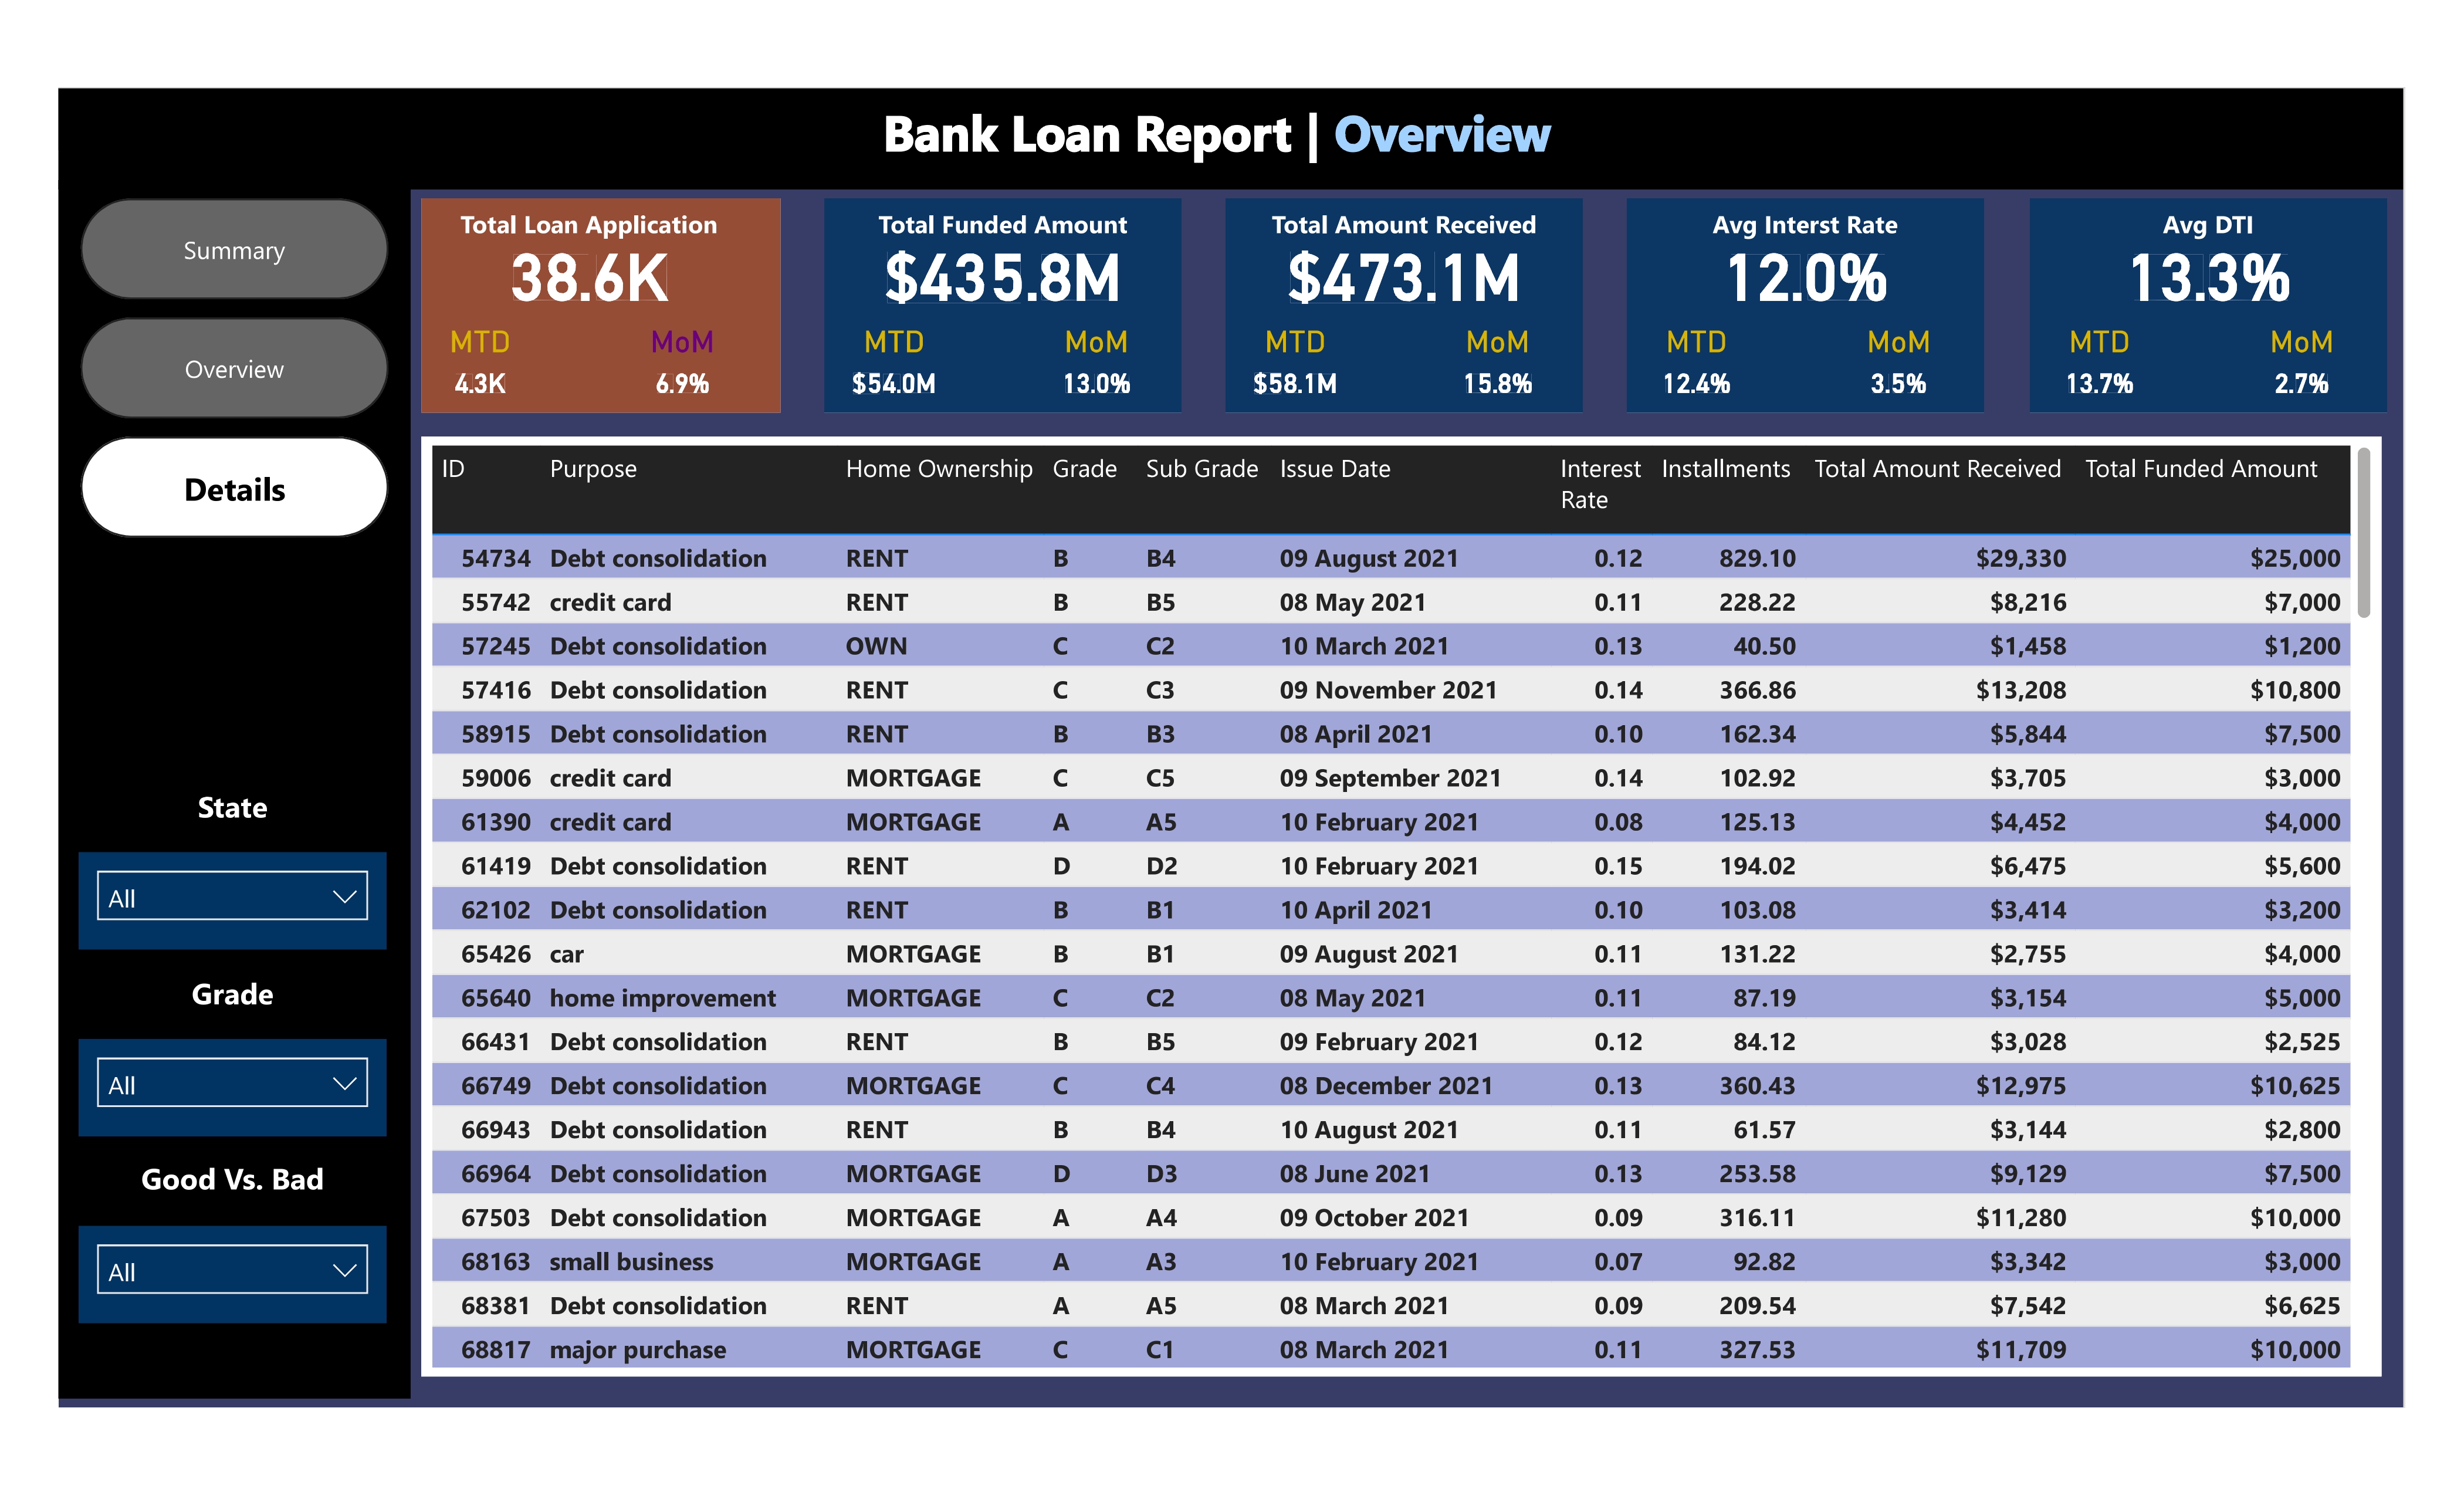 Bank Loan Report | Overview
Summary
Overview
Details
State
All
Grade
All
Good Vs. Bad
All
Total Loan Application
38.6K
MTD MoM
4.3K 6.9%
Total Funded Amount
$435.8M
MTD MoM
$54.0M 13.0%
Total Amount Received
$473.1M
MTD MoM
$58.1M 15.8%
Avg Interst Rate
12.0%
MTD MoM
12.4% 3.5%
Avg DTI
13.3%
MTD MoM
13.7% 2.7%
ID Purpose Home Ownership Grade Sub Grade Issue Date Interest Rate Installments Total Amount Received Total Funded Amount
54734 Debt consolidation RENT B B4 09 August 2021 0.12 829.10 $29,330 $25,000
55742 credit card RENT B B5 08 May 2021 0.11 228.22 $8,216 $7,000
57245 Debt consolidation OWN C C2 10 March 2021 0.13 40.50 $1,458 $1,200
57416 Debt consolidation RENT C C3 09 November 2021 0.14 366.86 $13,208 $10,800
58915 Debt consolidation RENT B B3 08 April 2021 0.10 162.34 $5,844 $7,500
59006 credit card MORTGAGE C C5 09 September 2021 0.14 102.92 $3,705 $3,000
61390 credit card MORTGAGE A A5 10 February 2021 0.08 125.13 $4,452 $4,000
61419 Debt consolidation RENT D D2 10 February 2021 0.15 194.02 $6,475 $5,600
62102 Debt consolidation RENT B B1 10 April 2021 0.10 103.08 $3,414 $3,200
65426 car MORTGAGE B B1 09 August 2021 0.11 131.22 $2,755 $4,000
65640 home improvement MORTGAGE C C2 08 May 2021 0.11 87.19 $3,154 $5,000
66431 Debt consolidation RENT B B5 09 February 2021 0.12 84.12 $3,028 $2,525
66749 Debt consolidation MORTGAGE C C4 08 December 2021 0.13 360.43 $12,975 $10,625
66943 Debt consolidation RENT B B4 10 August 2021 0.11 61.57 $3,144 $2,800
66964 Debt consolidation MORTGAGE D D3 08 June 2021 0.13 253.58 $9,129 $7,500
67503 Debt consolidation MORTGAGE A A4 09 October 2021 0.09 316.11 $11,280 $10,000
68163 small business MORTGAGE A A3 10 February 2021 0.07 92.82 $3,342 $3,000
68381 Debt consolidation RENT A A5 08 March 2021 0.09 209.54 $7,542 $6,625
68817 major purchase MORTGAGE C C1 08 March 2021 0.11 327.53 $11,709 $10,000